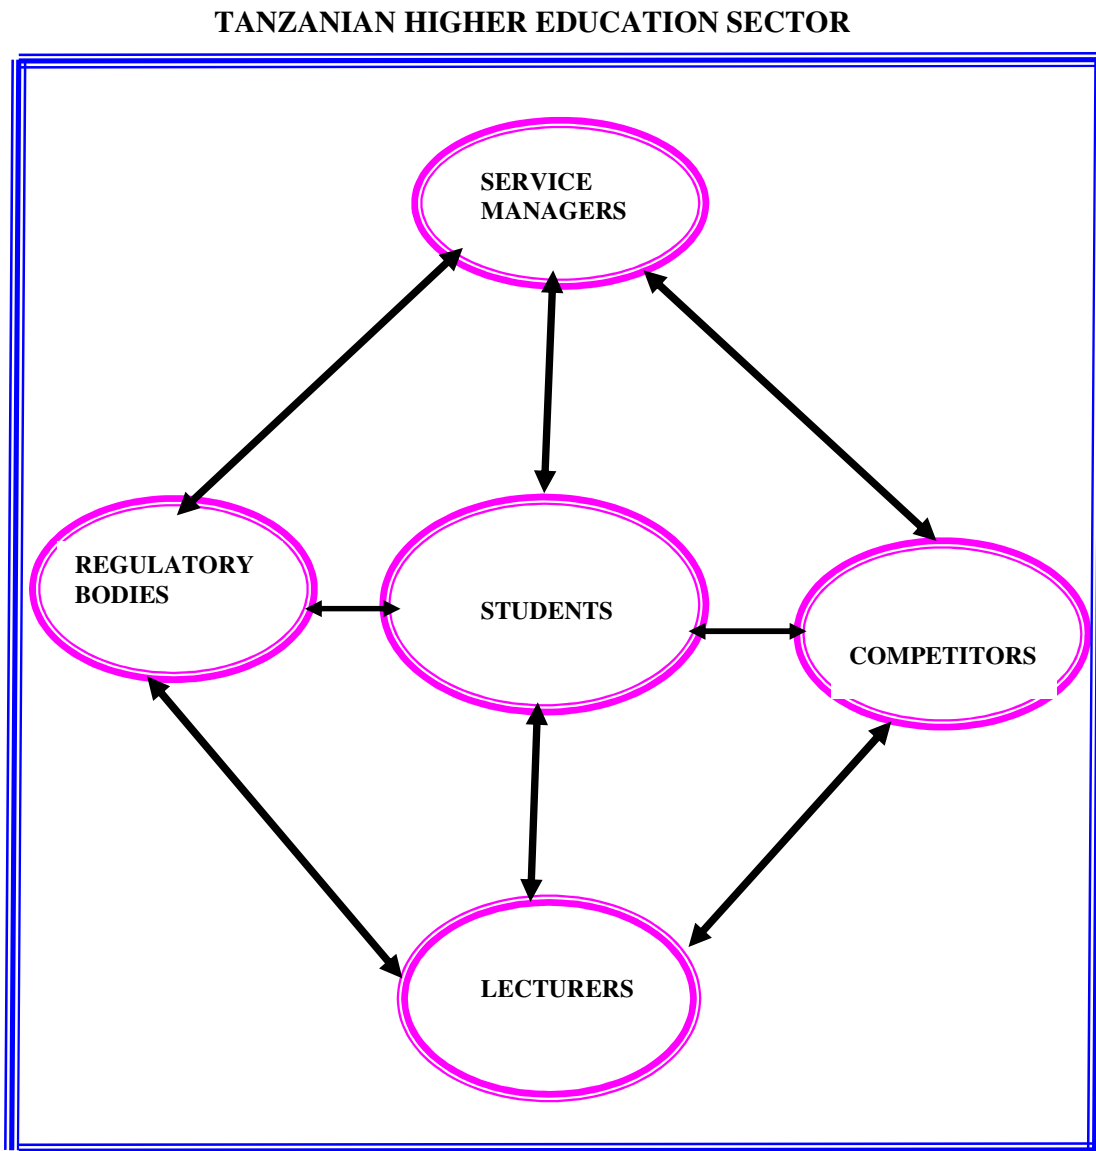 TANZANIAN HIGHER EDUCATION SECTOR
SERVICE
MANAGERS
REGULATORY
BODIES
STUDENTS
COMPETITORS
LECTURERS